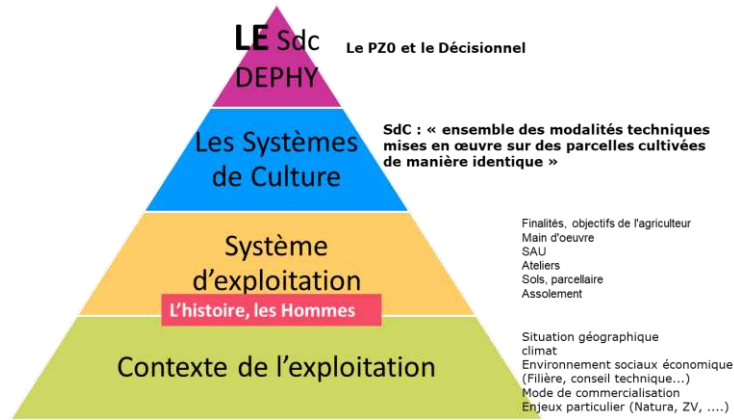 LE Sdc
DEPHY
Le PZ0 et le Décisionnel
Les Systèmes
de Culture
SdC : « ensemble des modalités techniques
mises en œuvre sur des parcelles cultivées
de manière identique »
Système
d'exploitation
L'histoire, les Hommes
Finalités, objectifs de l'agriculteur
Main d'oeuvre
SAU
Ateliers
Sols, parcellaire
Assolement
Contexte de l'exploitation
Situation géographique
climat
Environnement sociaux économique
(Filière, conseil technique...)
Mode de commercialisation
Enjeux particulier (Natura, ZV, ....)